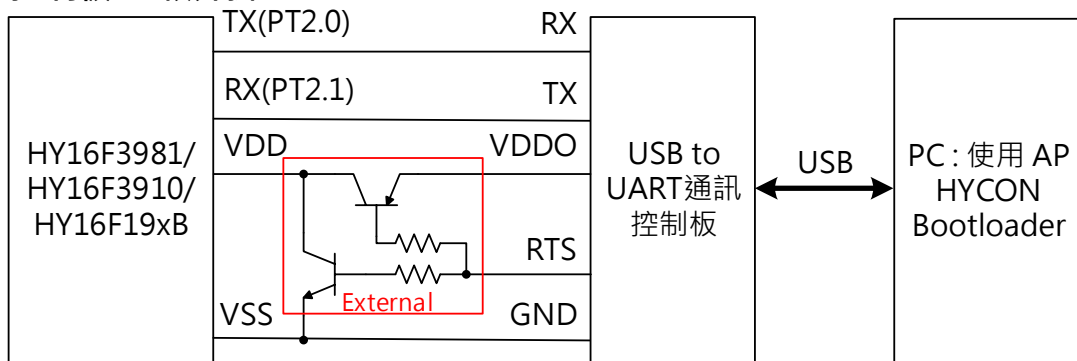 TX(PT2.0)
RX
RX(PT2.1)
TX
VDD
VDDO
HY16F3981/
HY16F3910/
HY16F19xB
USB to
UART通訊
控制板
USB
PC : 使用 AP
HYCON
Bootloader
RTS
External
VSS
GND